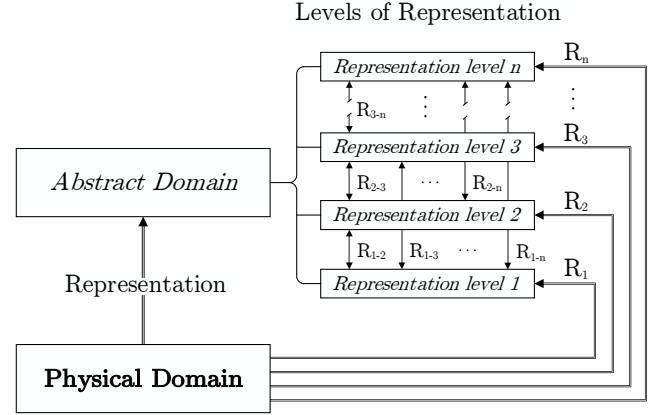 Levels of Representation
Representation level n
Rn
R3-n
R3
Representation level 3
Abstract Domain
R2-3
R2-n
R2
Representation level 2
R1-2
R1-3
R1-n
R1
Representation level 1
Representation
Physical Domain